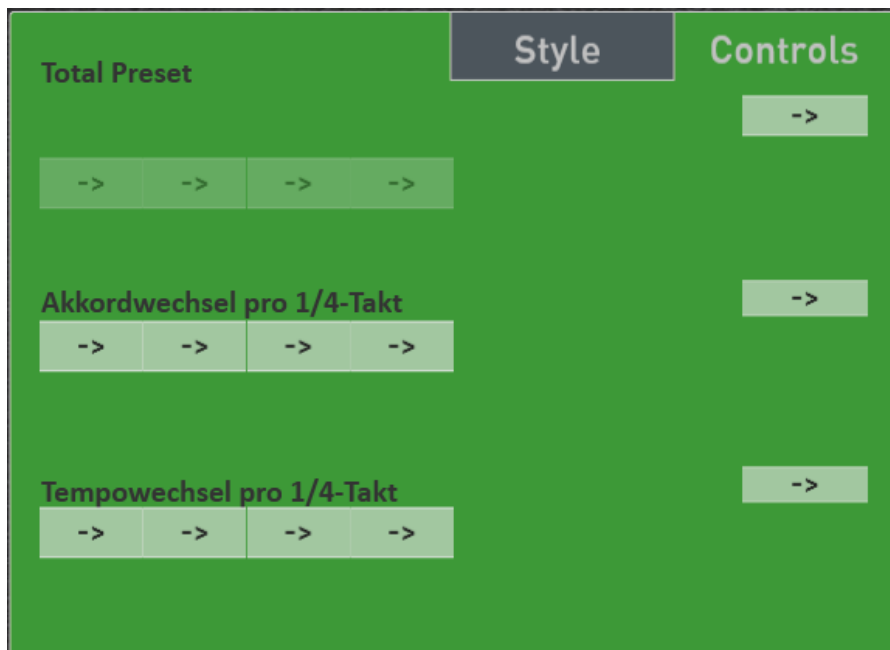 Style Controls
Total Preset
->
-> -> -> ->
Akkordwechsel pro 1/4-Takt
->
-> -> -> ->
Tempowechsel pro 1/4-Takt
->
-> -> -> ->